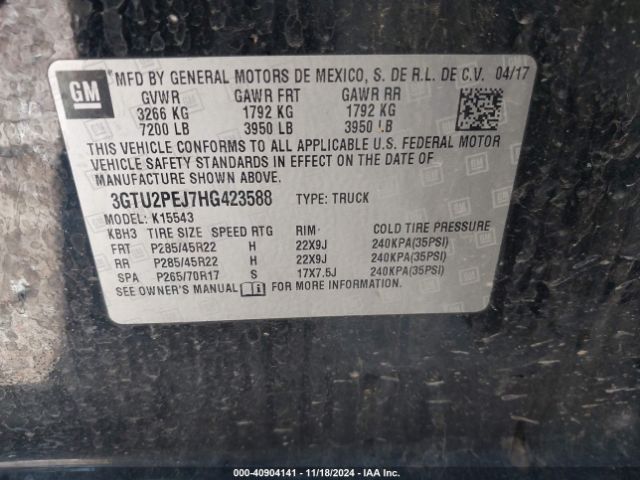 GM
MFD BY GENERAL MOTORS DE MEXICO, S. DE R.L. DE C.V. 04/17
GVWR GAWR FRT GAWR RR
3266 KG 1792 KG 1792 KG
7200 LB 3950 LB 3950 LB
THIS VEHICLE CONFORMS TO ALL APPLICABLE U.S. FEDERAL MOTOR
VEHICLE SAFETY STANDARDS IN EFFECT ON THE DATE OF
MANUFACTURE SHOWN ABOVE.
3GTU2PEJ7HG423588 TYPE: TRUCK
MODEL: K15543
KBH3 TIRE SIZE SPEED RTG RIM COLD TIRE PRESSURE
FRT P285/45R22 H 22X9J 240KPA(35PSI)
RR P285/45R22 H 22X9J 240KPA(35PSI)
SPA P265/70R17 S 17X7.5J 240KPA(35PSI)
SEE OWNER'S MANUAL FOR MORE INFORMATION.
000-40904141 - 11/18/2024 - IAA Inc.